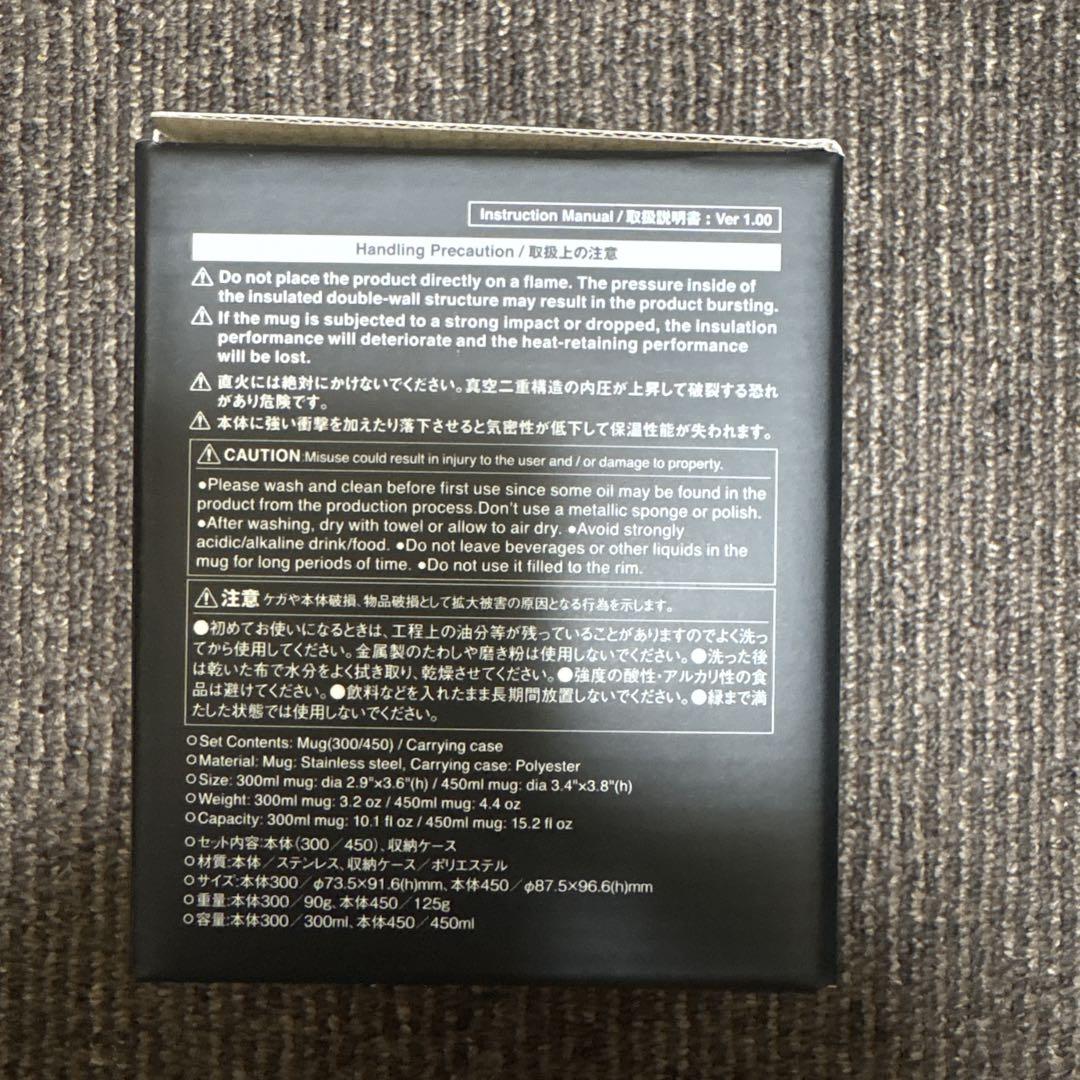 Instruction Manual / 取扱説明書 : Ver 1.00
Handling Precaution / 取扱上の注意
Do not place the product directly on a flame. The pressure inside of
the insulated double-wall structure may result in the product bursting.
If the mug is subjected to a strong impact or dropped, the insulation
performance will deteriorate and the heat-retaining performance
will be lost.
直火には絶対にかけないでください。真空二重構造の内圧が上昇して破裂する恐れ
があり危険です。
本体に強い衝撃を加えたり落下させると気密性が低下して保温性能が失われます。
CAUTION:Misuse could result in injury to the user and / or damage to property.
●Please wash and clean before first use since some oil may be found in the
product from the production process.Don't use a metallic sponge or polish.
●After washing, dry with towel or allow to air dry. ●Avoid strongly
acidic/alkaline drink/food. ●Do not leave beverages or other liquids in the
mug for long periods of time. ●Do not use it filled to the rim.
注意 ケガや本体破損、物品破損として拡大被害の原因となる行為を示します。
●初めてお使いになるときは、工程上の油分等が残っていることがありますのでよく洗っ
てから使用してください。金属製のたわしや磨き粉は使用しないでください。●洗った後
は乾いた布で水分をよく拭き取り、乾燥させてください。●強度の酸性・アルカリ性の食
品は避けてください。●飲料などを入れたまま長期間放置しないでください。●縁まで満
たした状態では使用しないでください。
○Set Contents: Mug(300/450) / Carrying case
○Material: Mug: Stainless steel, Carrying case: Polyester
○Size: 300ml mug: dia 2.9"x3.6"(h) / 450ml mug: dia 3.4"x3.8"(h)
○Weight: 300ml mug: 3.2 oz / 450ml mug: 4.4 oz
○Capacity: 300ml mug: 10.1 fl oz / 450ml mug: 15.2 fl oz
○セット内容:本体(300／450)、収納ケース
○材質:本体／ステンレス、収納ケース／ポリエステル
○サイズ:本体300／φ73.5×91.6(h)mm、本体450／φ87.5×96.6(h)mm
○重量:本体300／90g、本体450／125g
○容量:本体300／300ml、本体450／450ml